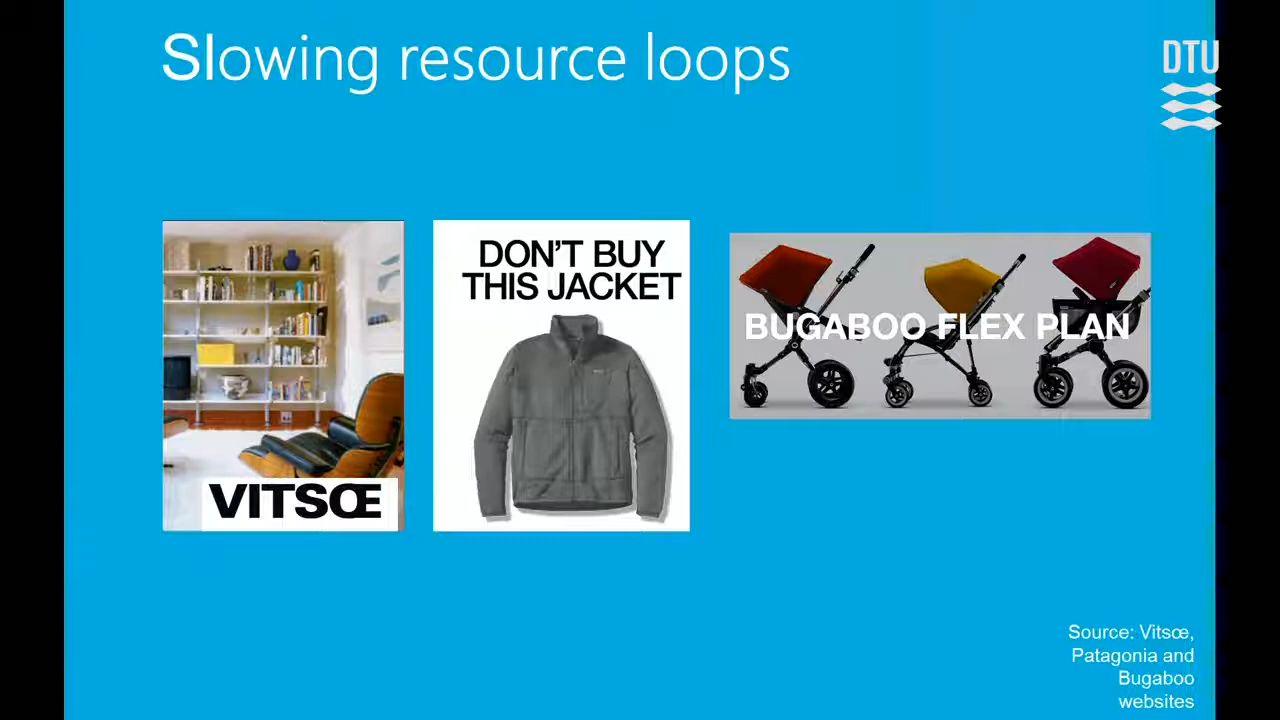 Slowing resource loops
DTU
DON'T BUY
THIS JACKET
BUGABOO FLEX PLAN
VITSŒ
Source: Vitsœ,
Patagonia and
Bugaboo
websites